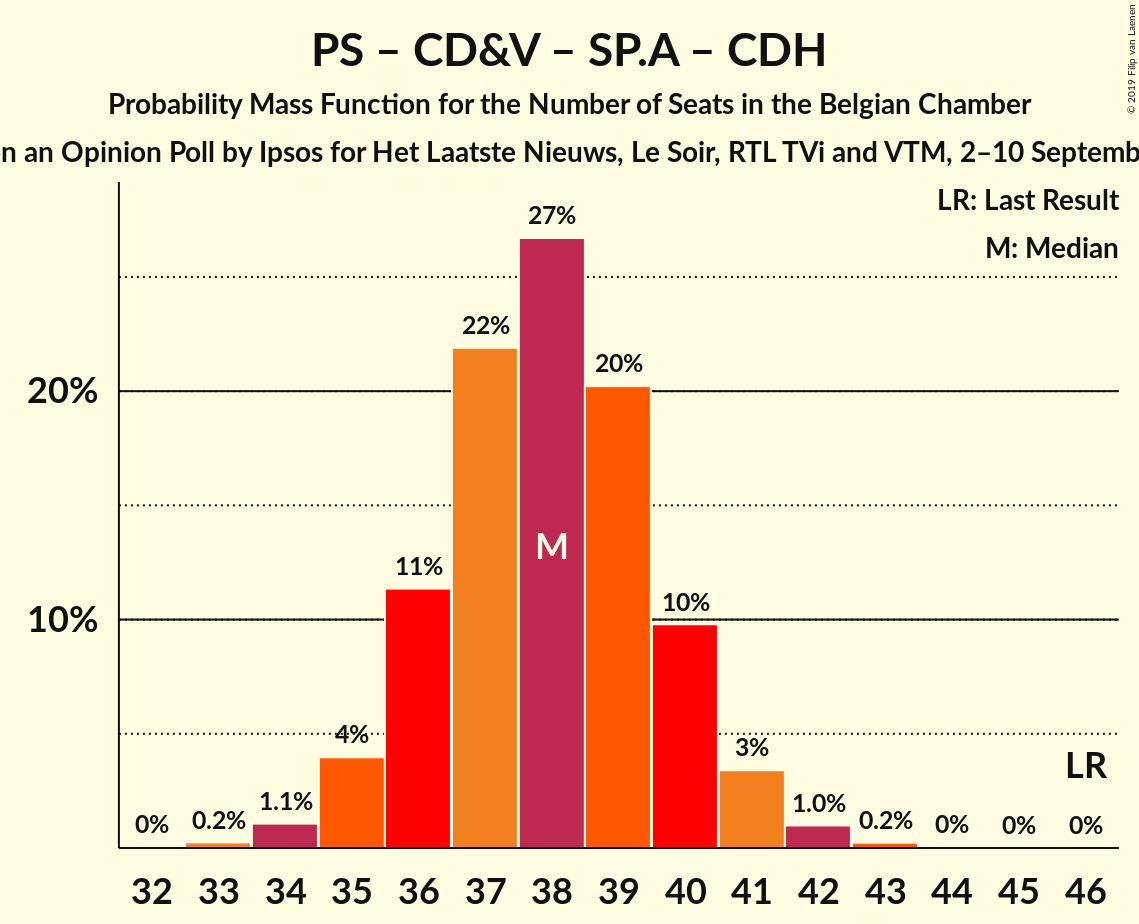 PS – CD&V – SP.A – CDH
Probability Mass Function for the Number of Seats in the Belgian Chamber
n an Opinion Poll by Ipsos for Het Laatste Nieuws, Le Soir, RTL TVi and VTM, 2–10 Septemb
© 2019 Filip van Laenen
LR: Last Result
M: Median
27%
22%
20%
20%
M
11%
10%
10%
4%
3%
LR
1.1%
1.0%
0%
0.2%
0.2%
0%
0%
0%
32 33 34 35 36 37 38 39 40 41 42 43 44 45 46